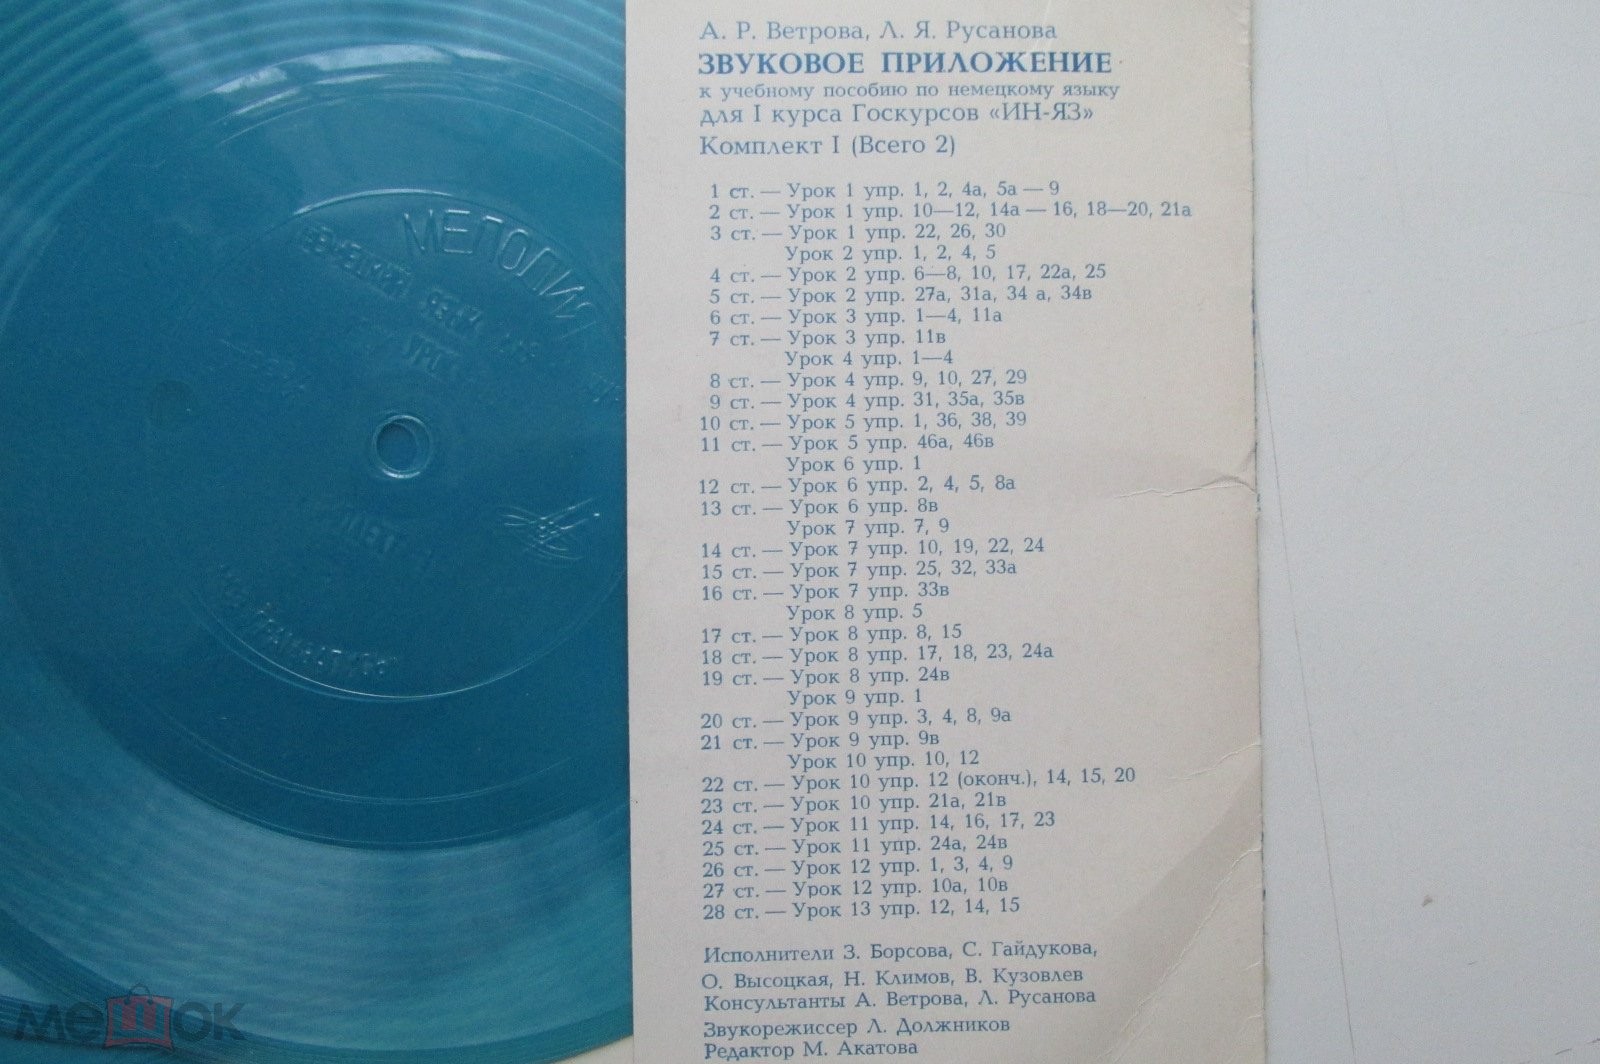 А. Р. Ветрова, Л. Я. Русанова
ЗВУКОВОЕ ПРИЛОЖЕНИЕ
к учебному пособию по немецкому языку
для I курса Госкурсов «ИН-ЯЗ»
Комплект I (Всего 2)
1 ст. — Урок 1 упр. 1, 2, 4а, 5а — 9
2 ст. — Урок 1 упр. 10—12, 14а — 16, 18—20, 21а
3 ст. — Урок 1 упр. 22, 26, 30
Урок 2 упр. 1, 2, 4, 5
4 ст. — Урок 2 упр. 6—8, 10, 17, 22а, 25
5 ст. — Урок 2 упр. 27а, 31а, 34 а, 34в
6 ст. — Урок 3 упр. 1—4, 11а
7 ст. — Урок 3 упр. 11в
Урок 4 упр. 1—4
8 ст. — Урок 4 упр. 9, 10, 27, 29
9 ст. — Урок 4 упр. 31, 35а, 35в
10 ст. — Урок 5 упр. 1, 36, 38, 39
11 ст. — Урок 5 упр. 46а, 46в
Урок 6 упр. 1
12 ст. — Урок 6 упр. 2, 4, 5, 8а
13 ст. — Урок 6 упр. 8в
Урок 7 упр. 7, 9
14 ст. — Урок 7 упр. 10, 19, 22, 24
15 ст. — Урок 7 упр. 25, 32, 33а
16 ст. — Урок 7 упр. 33в
Урок 8 упр. 5
17 ст. — Урок 8 упр. 8, 15
18 ст. — Урок 8 упр. 17, 18, 23, 24а
19 ст. — Урок 8 упр. 24в
Урок 9 упр. 1
20 ст. — Урок 9 упр. 3, 4, 8, 9а
21 ст. — Урок 9 упр. 9в
Урок 10 упр. 10, 12
22 ст. — Урок 10 упр. 12 (оконч.), 14, 15, 20
23 ст. — Урок 10 упр. 21а, 21в
24 ст. — Урок 11 упр. 14, 16, 17, 23
25 ст. — Урок 11 упр. 24а, 24в
26 ст. — Урок 12 упр. 1, 3, 4, 9
27 ст. — Урок 12 упр. 10а, 10в
28 ст. — Урок 13 упр. 12, 14, 15
Исполнители З. Борсова, С. Гайдукова,
О. Высоцкая, Н. Климов, В. Кузовлев
Консультанты А. Ветрова, Л. Русанова
Звукорежиссер Л. Должников
Редактор М. Акатова
МЕЛОДИЯ
ЯЗЫК
мешок